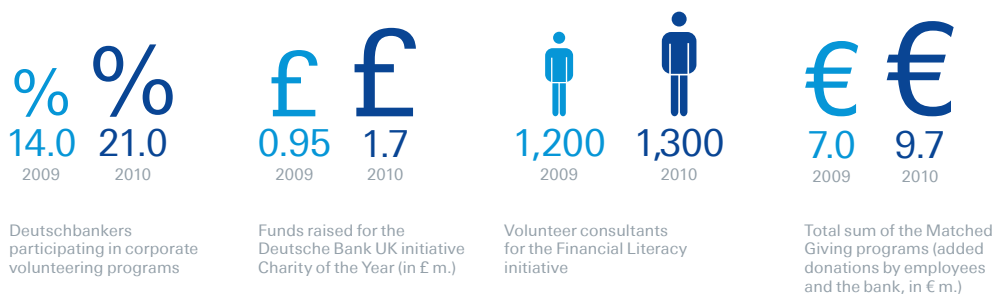 % %
14.0 21.0
2009 2010
Deutschbankers
participating in corporate
volunteering programs
£ £
0.95 1.7
2009 2010
Funds raised for the
Deutsche Bank UK initiative
Charity of the Year (in £ m.)
1,200 1,300
2009 2010
Volunteer consultants
for the Financial Literacy
initiative
€ €
7.0 9.7
2009 2010
Total sum of the Matched
Giving programs (added
donations by employees
and the bank, in € m.)